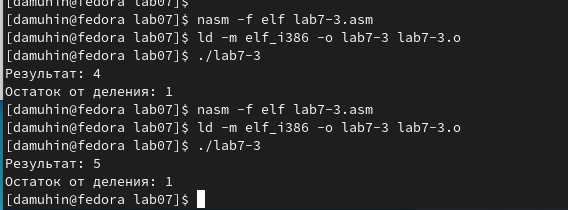 [damuhin@fedora lab07]$
[damuhin@fedora lab07]$ nasm -f elf lab7-3.asm
[damuhin@fedora lab07]$ ld -m elf_i386 -o lab7-3 lab7-3.o
[damuhin@fedora lab07]$ ./lab7-3
Результат: 4
Остаток от деления: 1
[damuhin@fedora lab07]$ nasm -f elf lab7-3.asm
[damuhin@fedora lab07]$ ld -m elf_i386 -o lab7-3 lab7-3.o
[damuhin@fedora lab07]$ ./lab7-3
Результат: 5
Остаток от деления: 1
[damuhin@fedora lab07]$